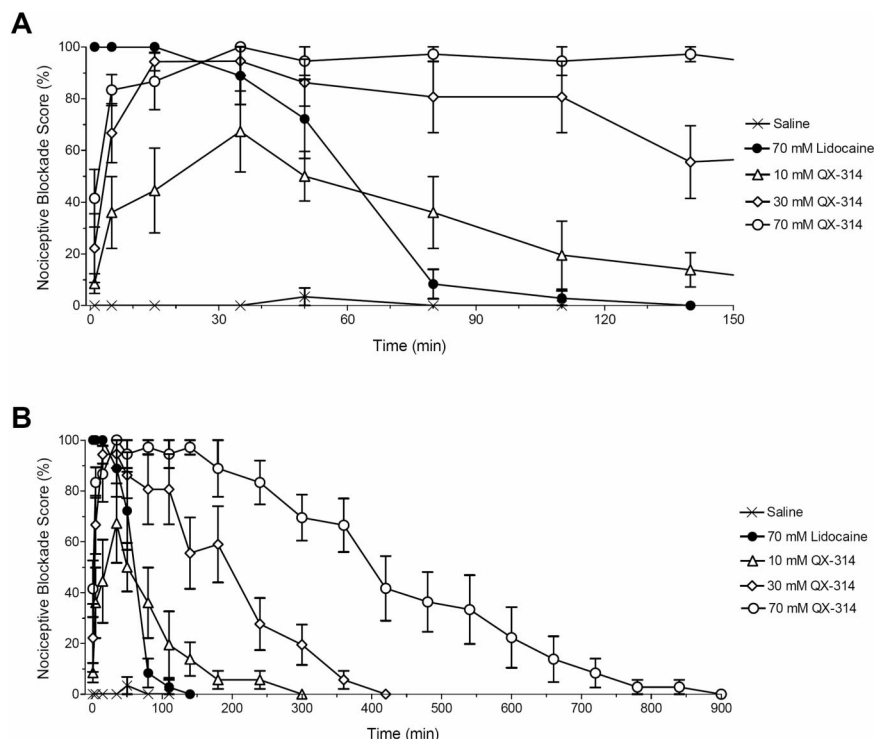 A
Nociceptive Blockade Score (%)
100
80
60
40
20
0
0 30 60 90 120 150
Time (min)
Saline
70 mM Lidocaine
10 mM QX-314
30 mM QX-314
70 mM QX-314
B
Nociceptive Blockade Score (%)
100
80
60
40
20
0
0 100 200 300 400 500 600 700 800 900
Time (min)
Saline
70 mM Lidocaine
10 mM QX-314
30 mM QX-314
70 mM QX-314